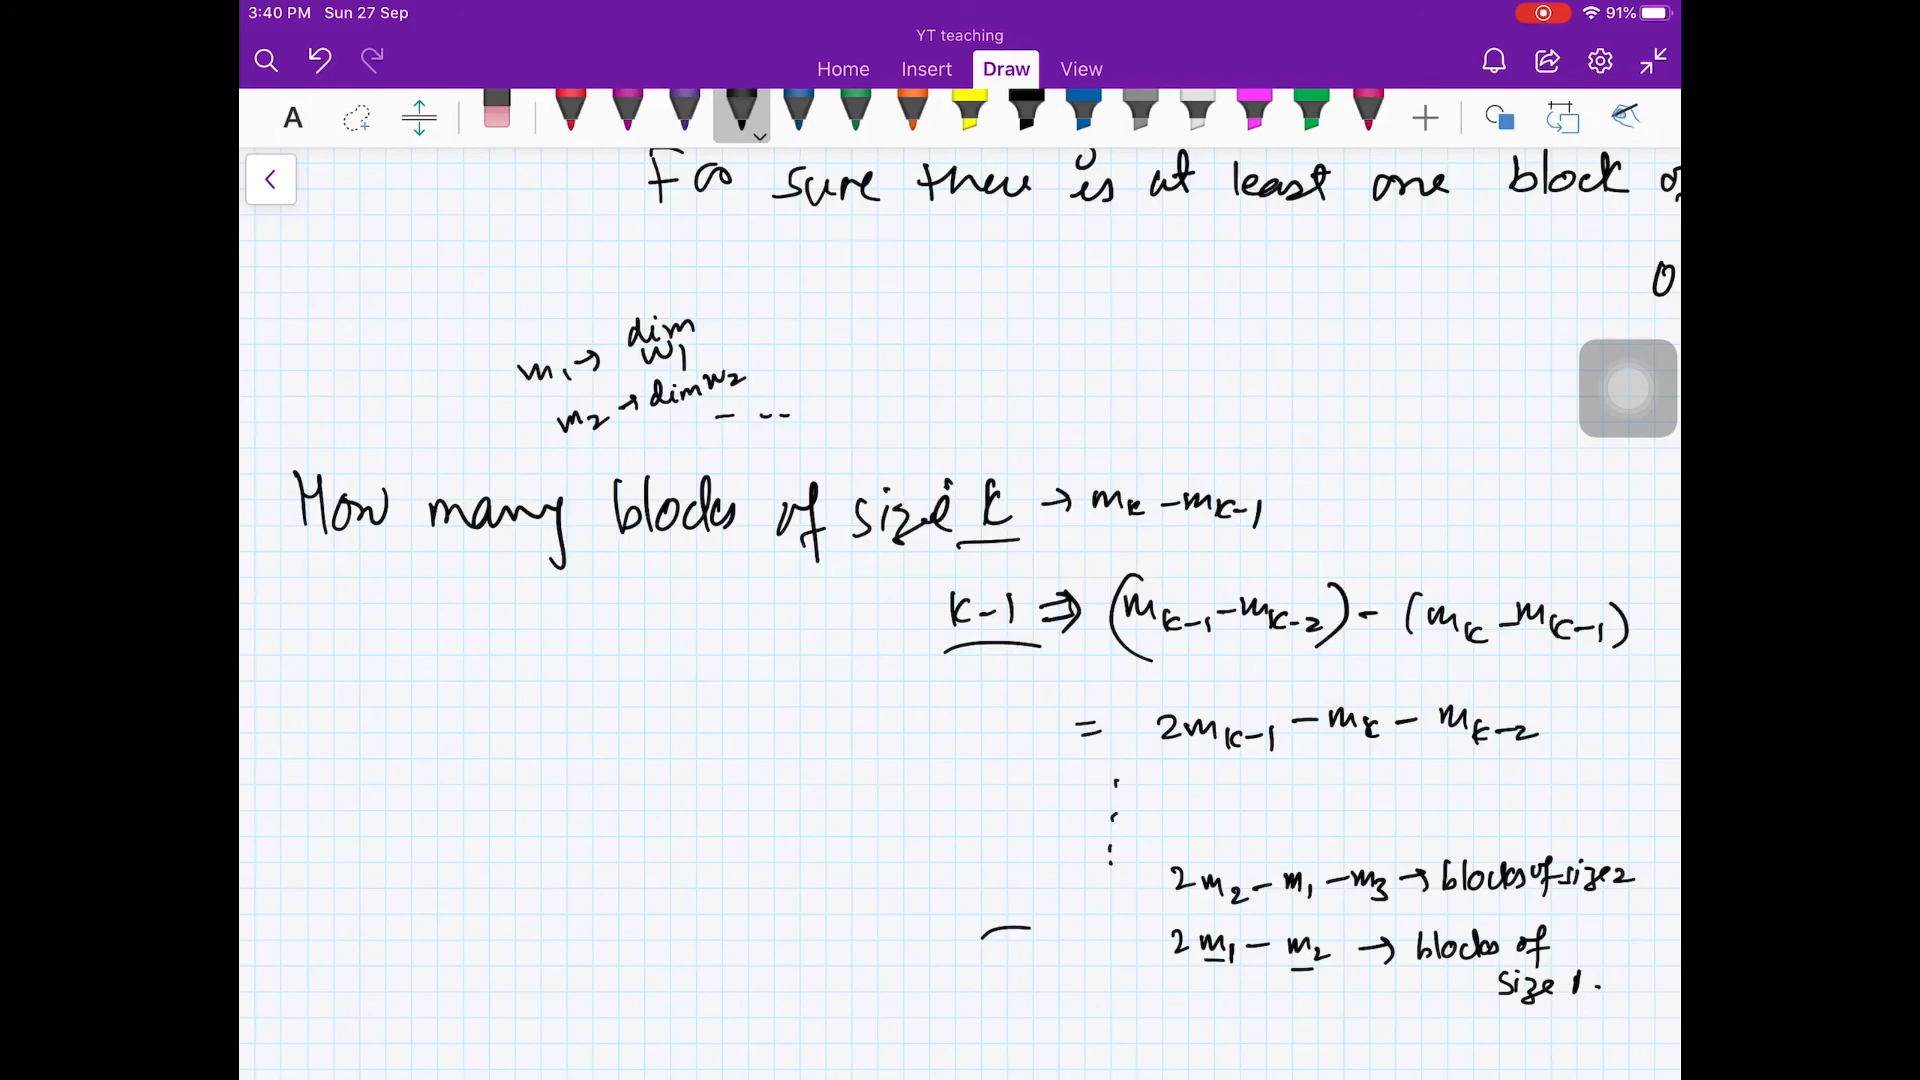 3:40 PM Sun 27 Sep
91%
YT teaching
Home Insert Draw View
A
For sure there is at least one block o
0
m₁ → dim W1
m₂ → dim W2
- --
How many blocks of size k → mₖ - mₖ₋₁
k-1 ⇒ (mₖ₋₁ - mₖ₋₂) - (mₖ - mₖ₋₁)
= 2mₖ₋₁ - mₖ - mₖ₋₂
⋮
2m₂ - m₁ - m₃ → blocks of size 2
2m₁ - m₂ → blocks of
size 1.